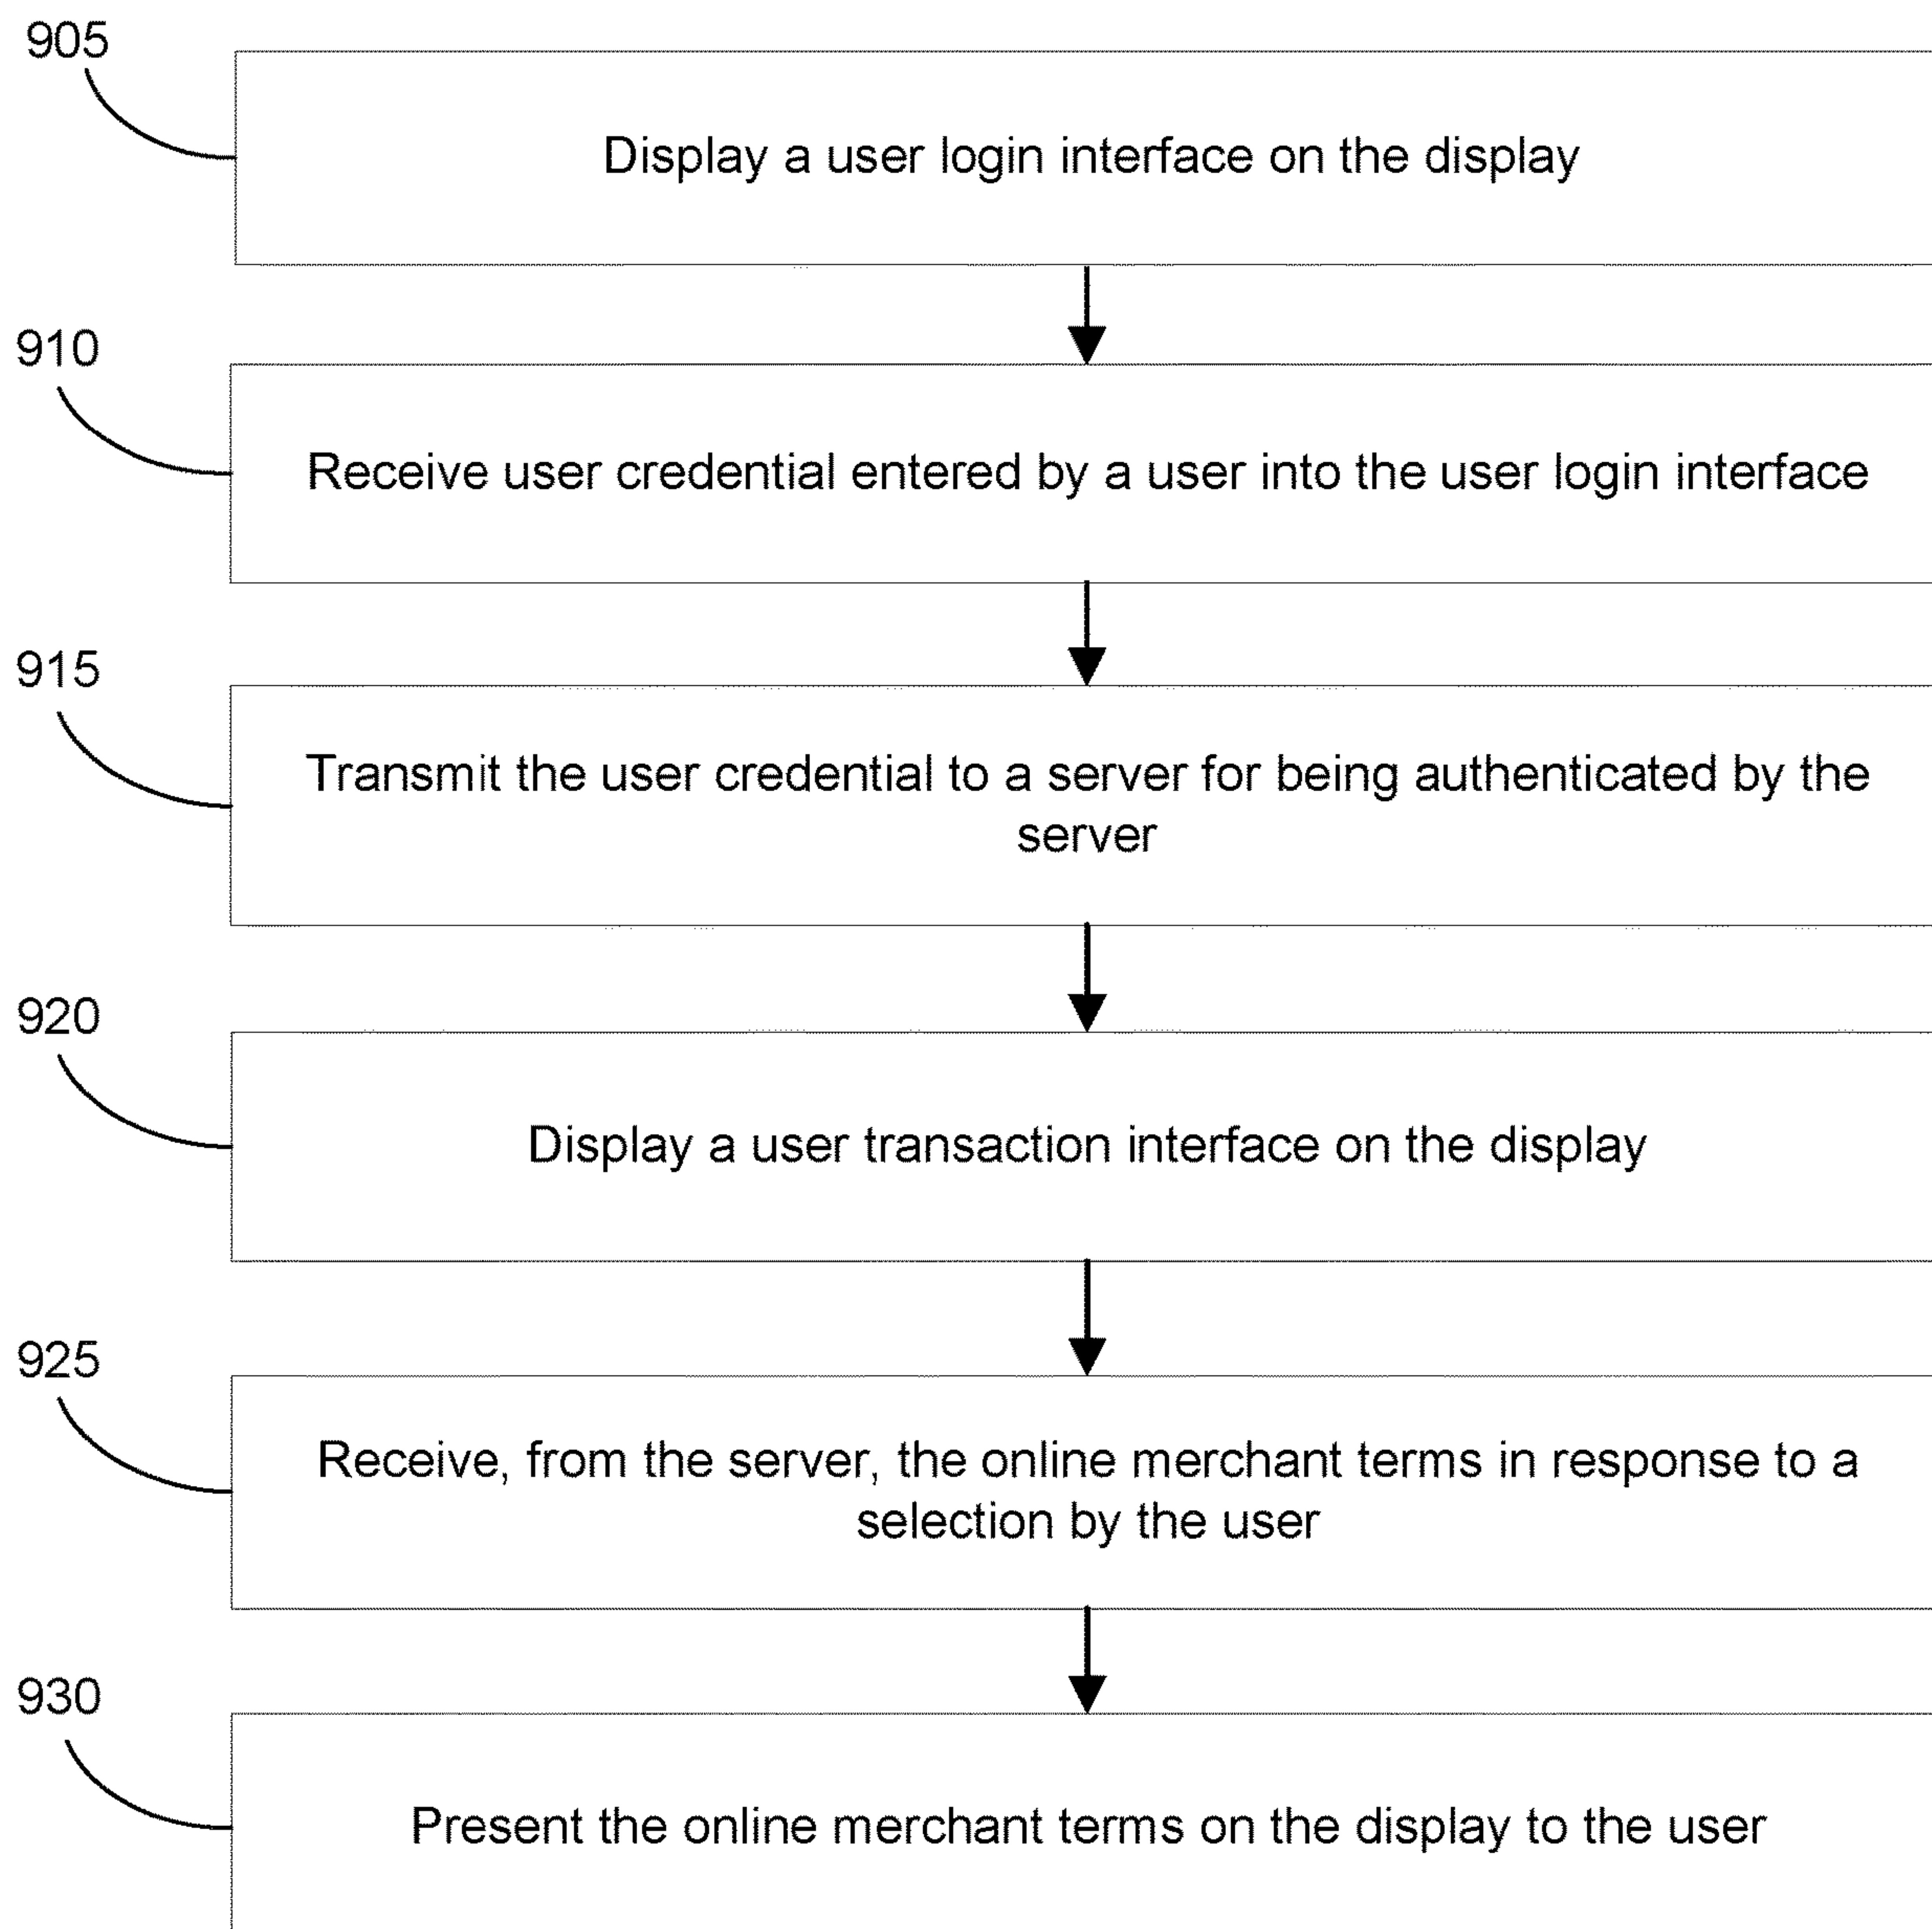 905
Display a user login interface on the display
910
Receive user credential entered by a user into the user login interface
915
Transmit the user credential to a server for being authenticated by the
server
920
Display a user transaction interface on the display
925
Receive, from the server, the online merchant terms in response to a
selection by the user
930
Present the online merchant terms on the display to the user